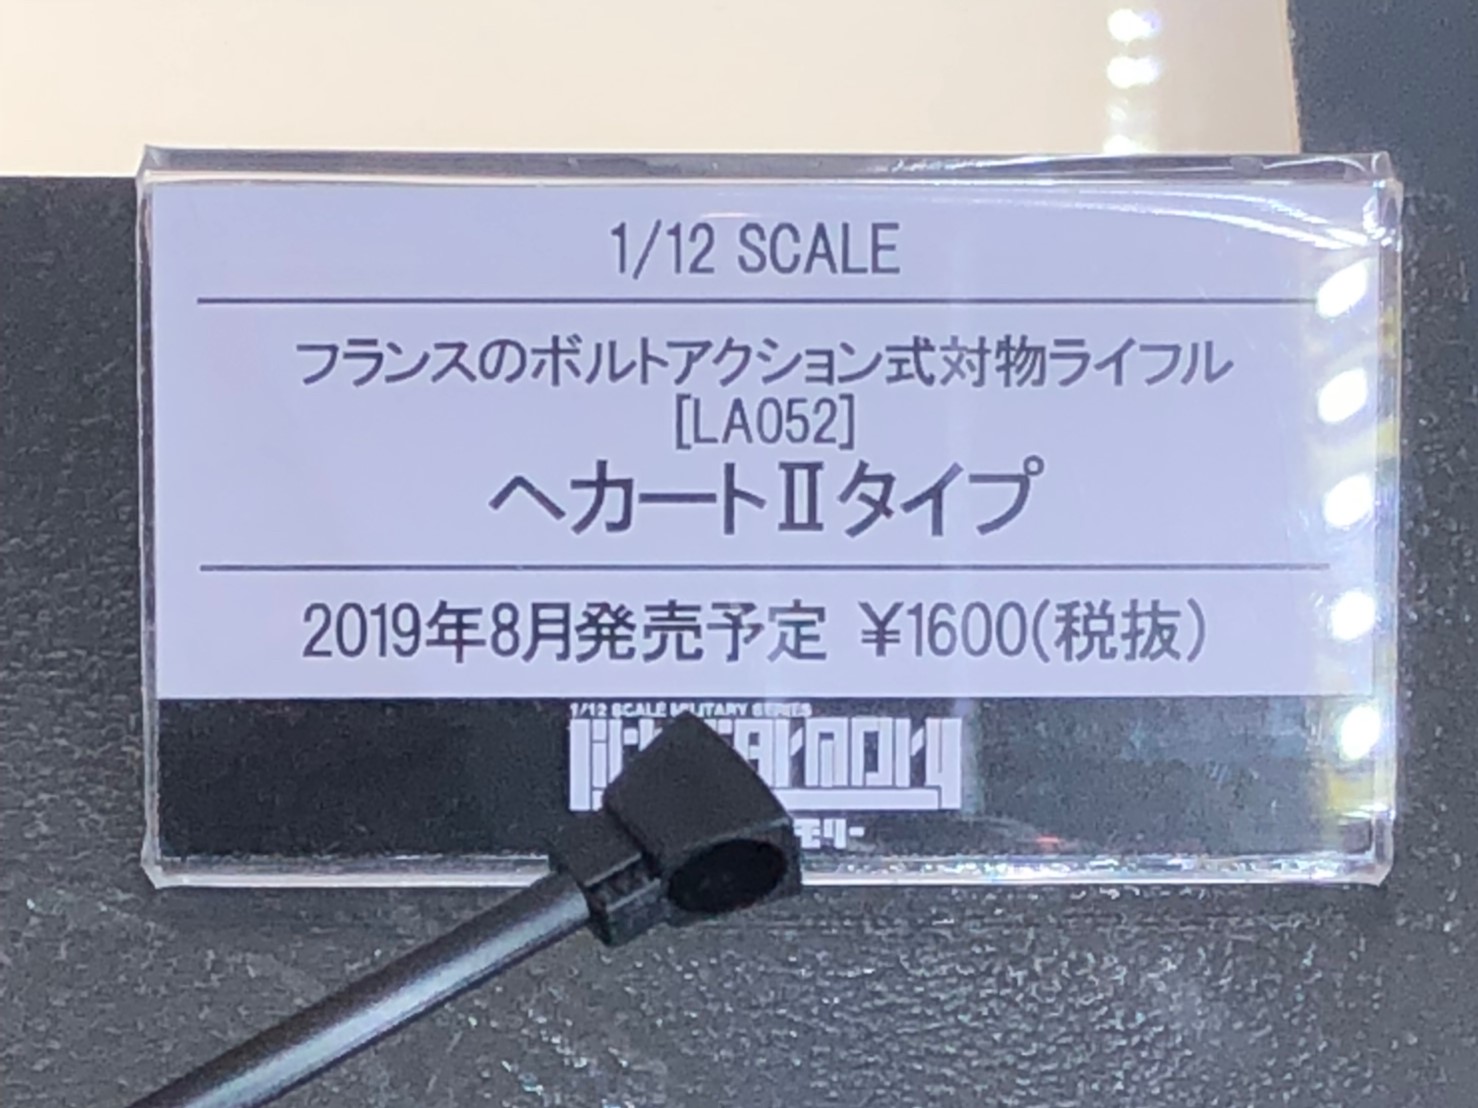 1/12 SCALE
フランスのボルトアクション式対物ライフル
[LA052]
ヘカートⅡタイプ
2019年8月発売予定 ¥1600(税抜)
1/12 SCALE MILITARY SERIES